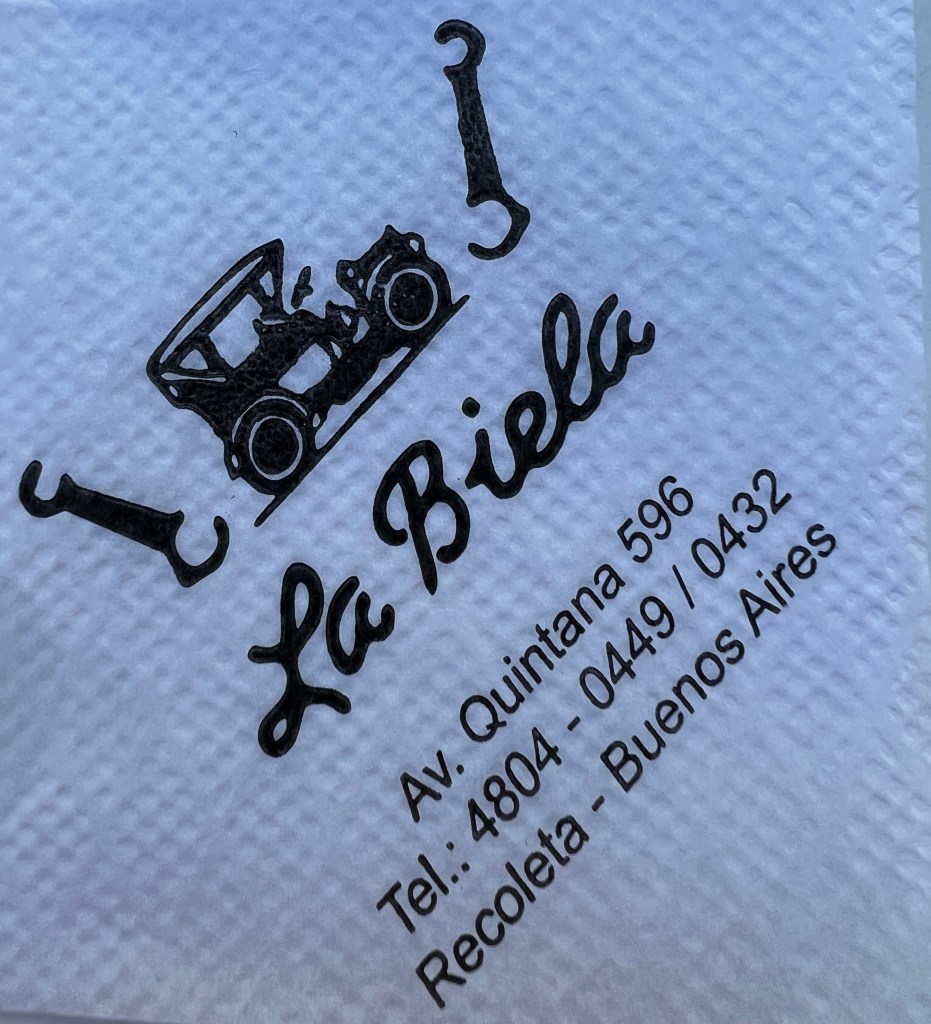 La Biela
Av. Quintana 596
Tel.: 4804 - 0449 / 0432
Recoleta - Buenos Aires